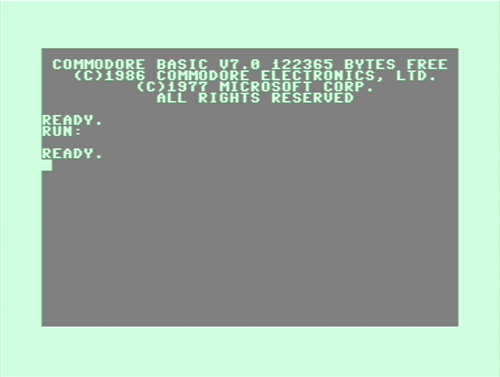 COMMODORE BASIC V7.0 122365 BYTES FREE
(C)1986 COMMODORE ELECTRONICS, LTD.
(C)1977 MICROSOFT CORP.
ALL RIGHTS RESERVED
READY.
RUN:
READY.